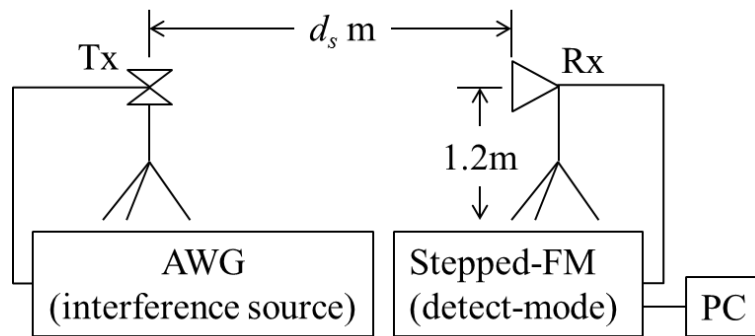 d_s m
Tx
Rx
1.2m
AWG
(interference source)
Stepped-FM
(detect-mode)
PC